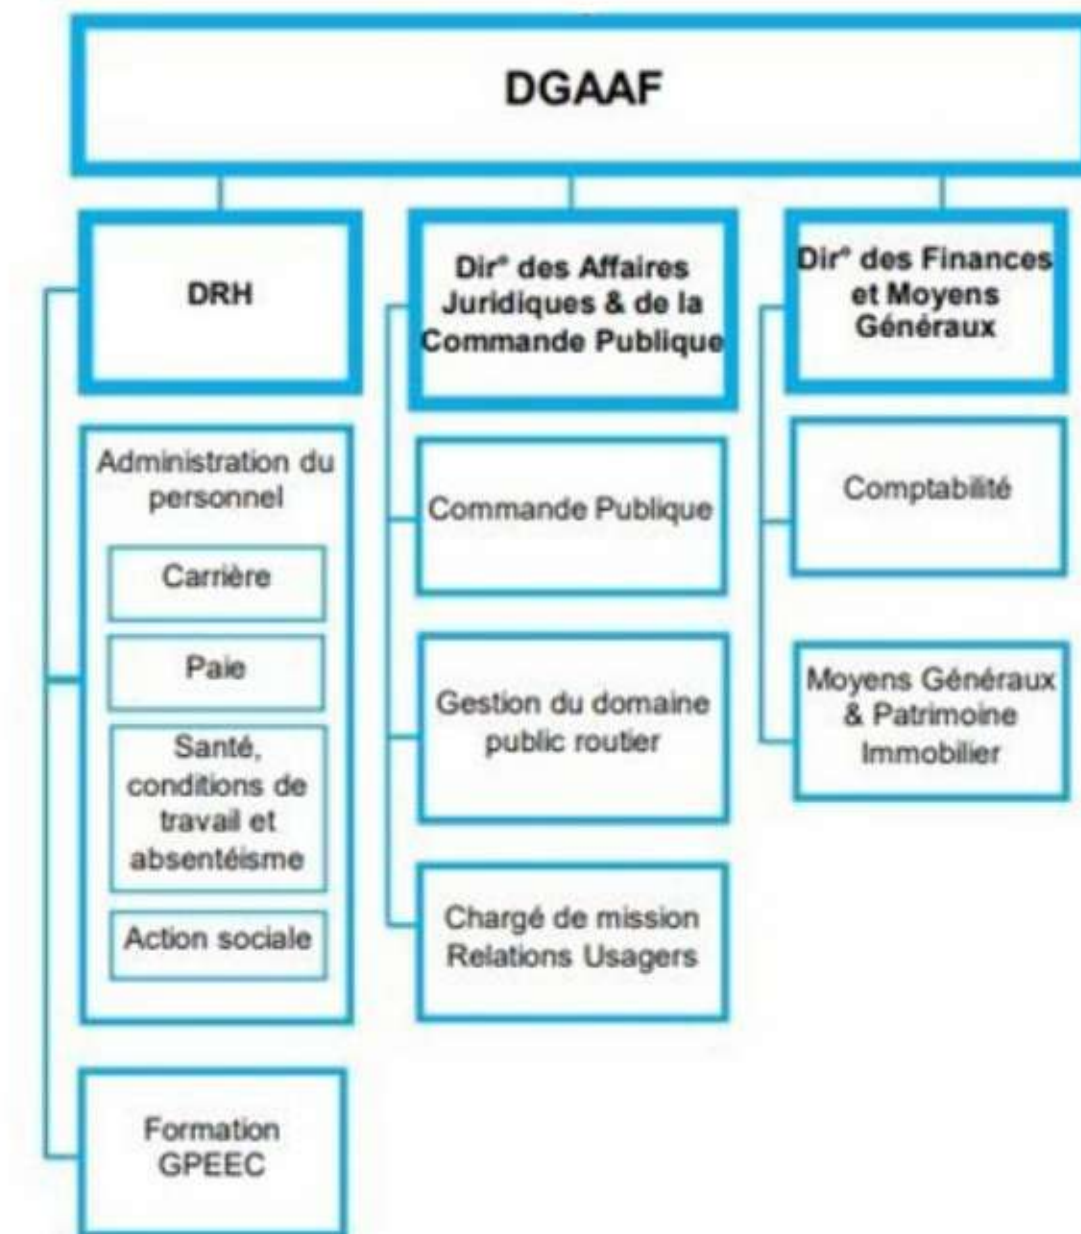 DGAAF
DRH
Administration du
personnel
Carrière
Paie
Santé,
conditions de
travail et
absentéisme
Action sociale
Formation
GPEEC
Dir° des Affaires
Juridiques & de la
Commande Publique
Commande Publique
Gestion du domaine
public routier
Chargé de mission
Relations Usagers
Dir° des Finances
et Moyens
Généraux
Comptabilité
Moyens Généraux
& Patrimoine
Immobilier